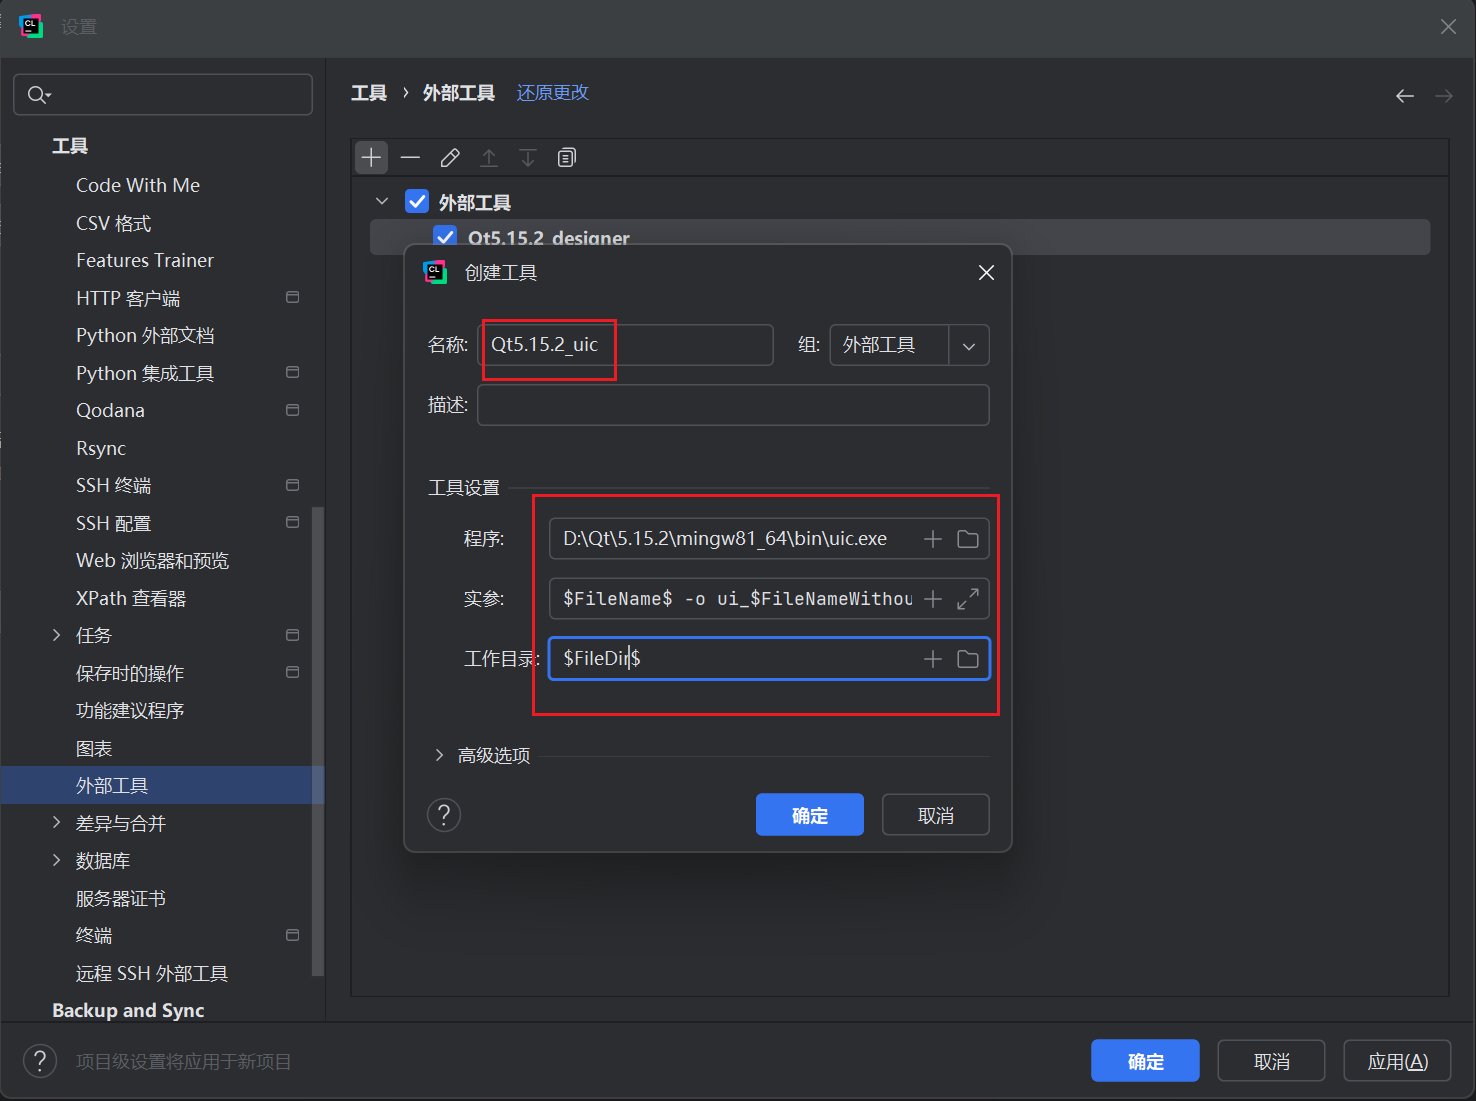 设置
工具 › 外部工具 还原更改
工具
Code With Me
CSV 格式
Features Trainer
HTTP 客户端
Python 外部文档
Python 集成工具
Qodana
Rsync
SSH 终端
SSH 配置
Web 浏览器和预览
XPath 查看器
任务
保存时的操作
功能建议程序
图表
外部工具
差异与合并
数据库
服务器证书
终端
远程 SSH 外部工具
Backup and Sync
外部工具
Qt5.15.2_designer
CL
创建工具
名称: Qt5.15.2_uic 组: 外部工具
描述:
工具设置
程序: D:\Qt\5.15.2\mingw81_64\bin\uic.exe
实参: $FileName$ -o ui_$FileNameWithou
工作目录: $FileDir$
高级选项
? 确定 取消
? 项目级设置将应用于新项目
确定 取消 应用(A)